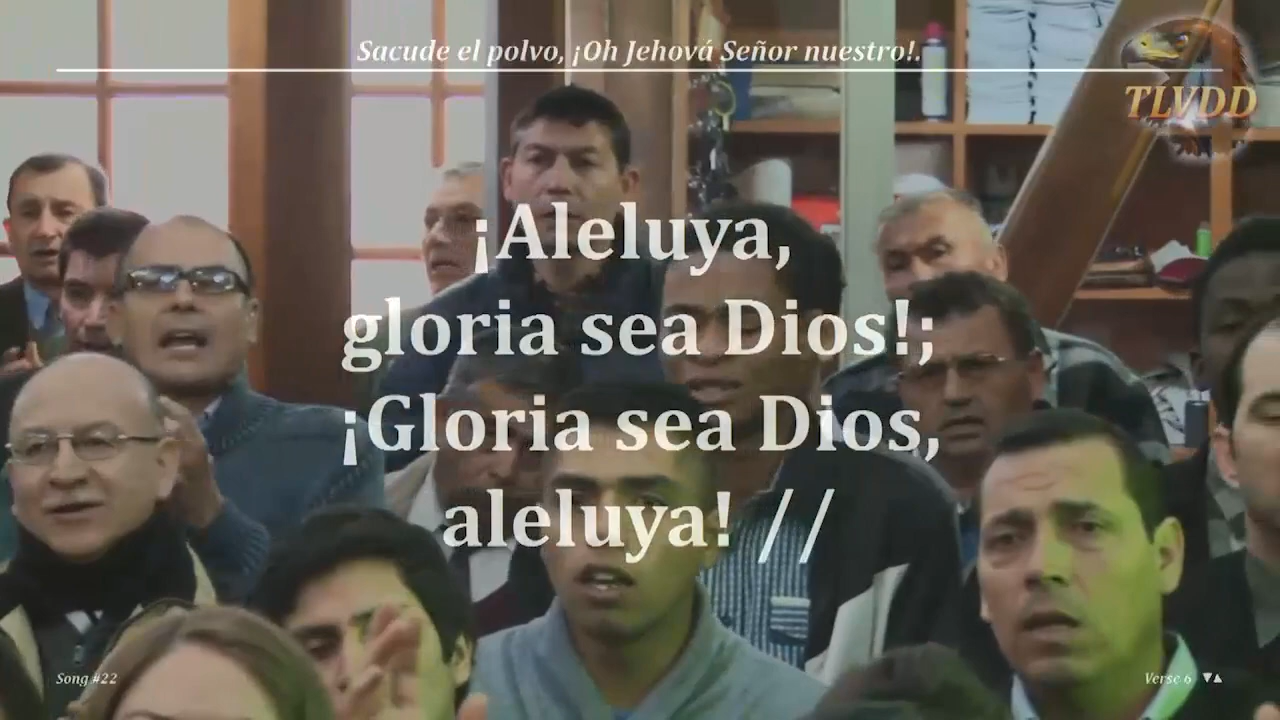 Sacude el polvo, ¡Oh Jehová Señor nuestro!.
TLVDD
¡Aleluya,
gloria sea Dios!;
¡Gloria sea Dios,
aleluya! //
Song #22
Verse 6 ▼▲